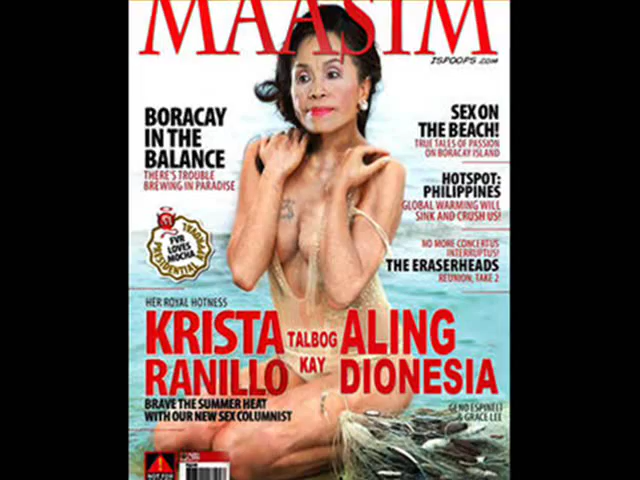 MAASIM
ISPOOPS.COM
BORACAY
IN THE
BALANCE
THERE'S TROUBLE
BREWING IN PARADISE
SEX ON
THE BEACH!
TRUE TALES OF PASSION
ON BORACAY ISLAND
HOTSPOT:
PHILIPPINES
GLOBAL WARMING WILL
SINK AND CRUSH US!
NO MORE CONCERTUS
INTERRUPTUS!
THE ERASERHEADS
REUNION, TAKE 2
FVR
LOVES
MOCHA
HER ROYAL HOTNESS
KRISTA TALBOG ALING
RANILLO KAY DIONESIA
BRAVE THE SUMMER HEAT
WITH OUR NEW SEX COLUMNIST
& GRACE LEE
NOT FOR